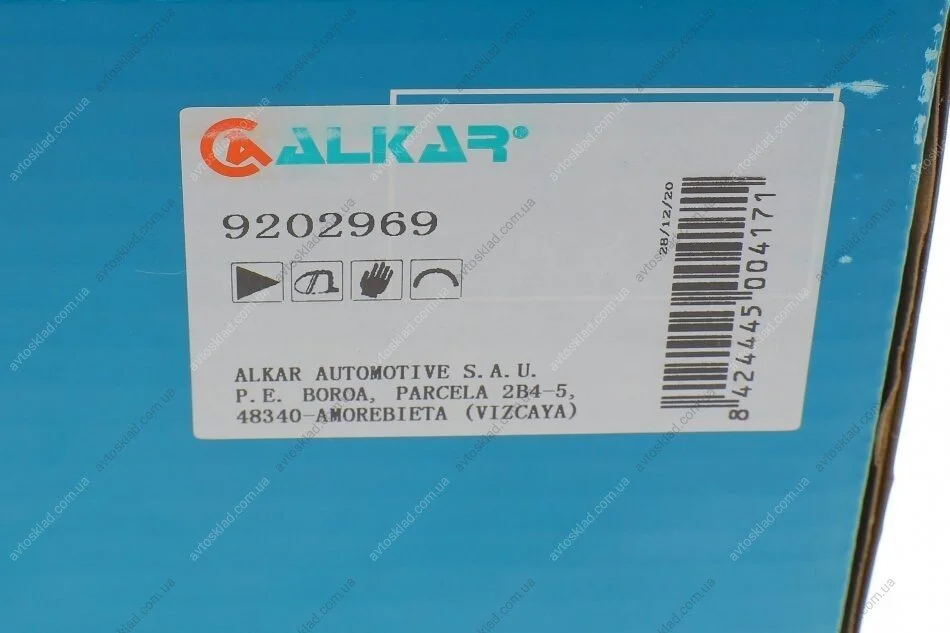 ALKAR®
9202969
28/12/20
8 424445 004171
ALKAR AUTOMOTIVE S.A.U.
P.E. BOROA, PARCELA 2B4-5,
48340-AMOREBIETA (VIZCAYA)
avtosklad.com.ua